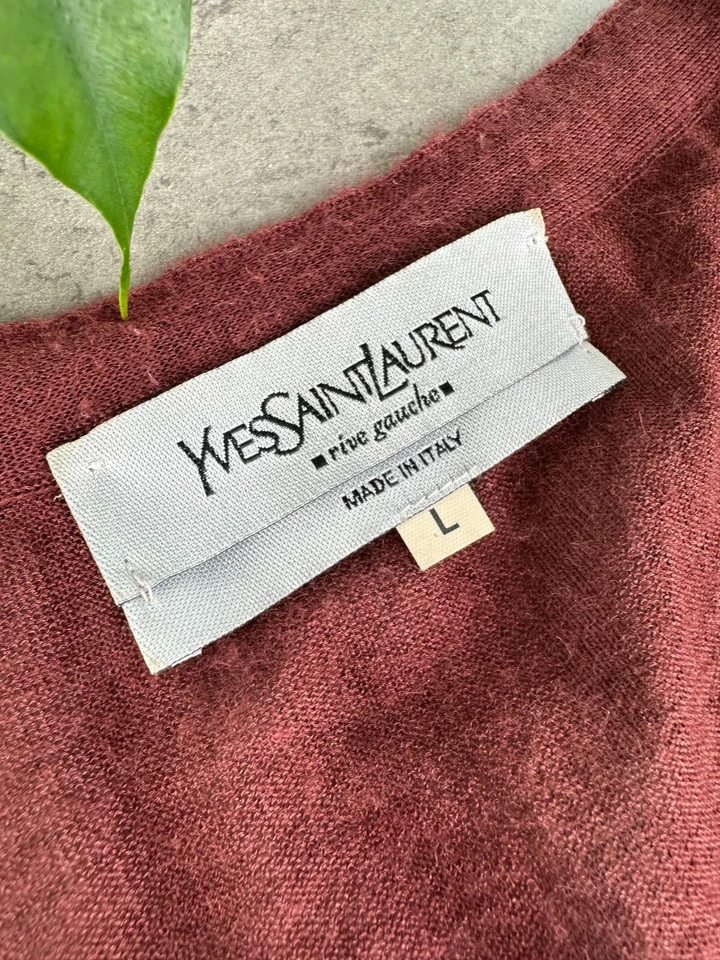 YVESSAINTLAURENT
rive gauche
MADE IN ITALY
L